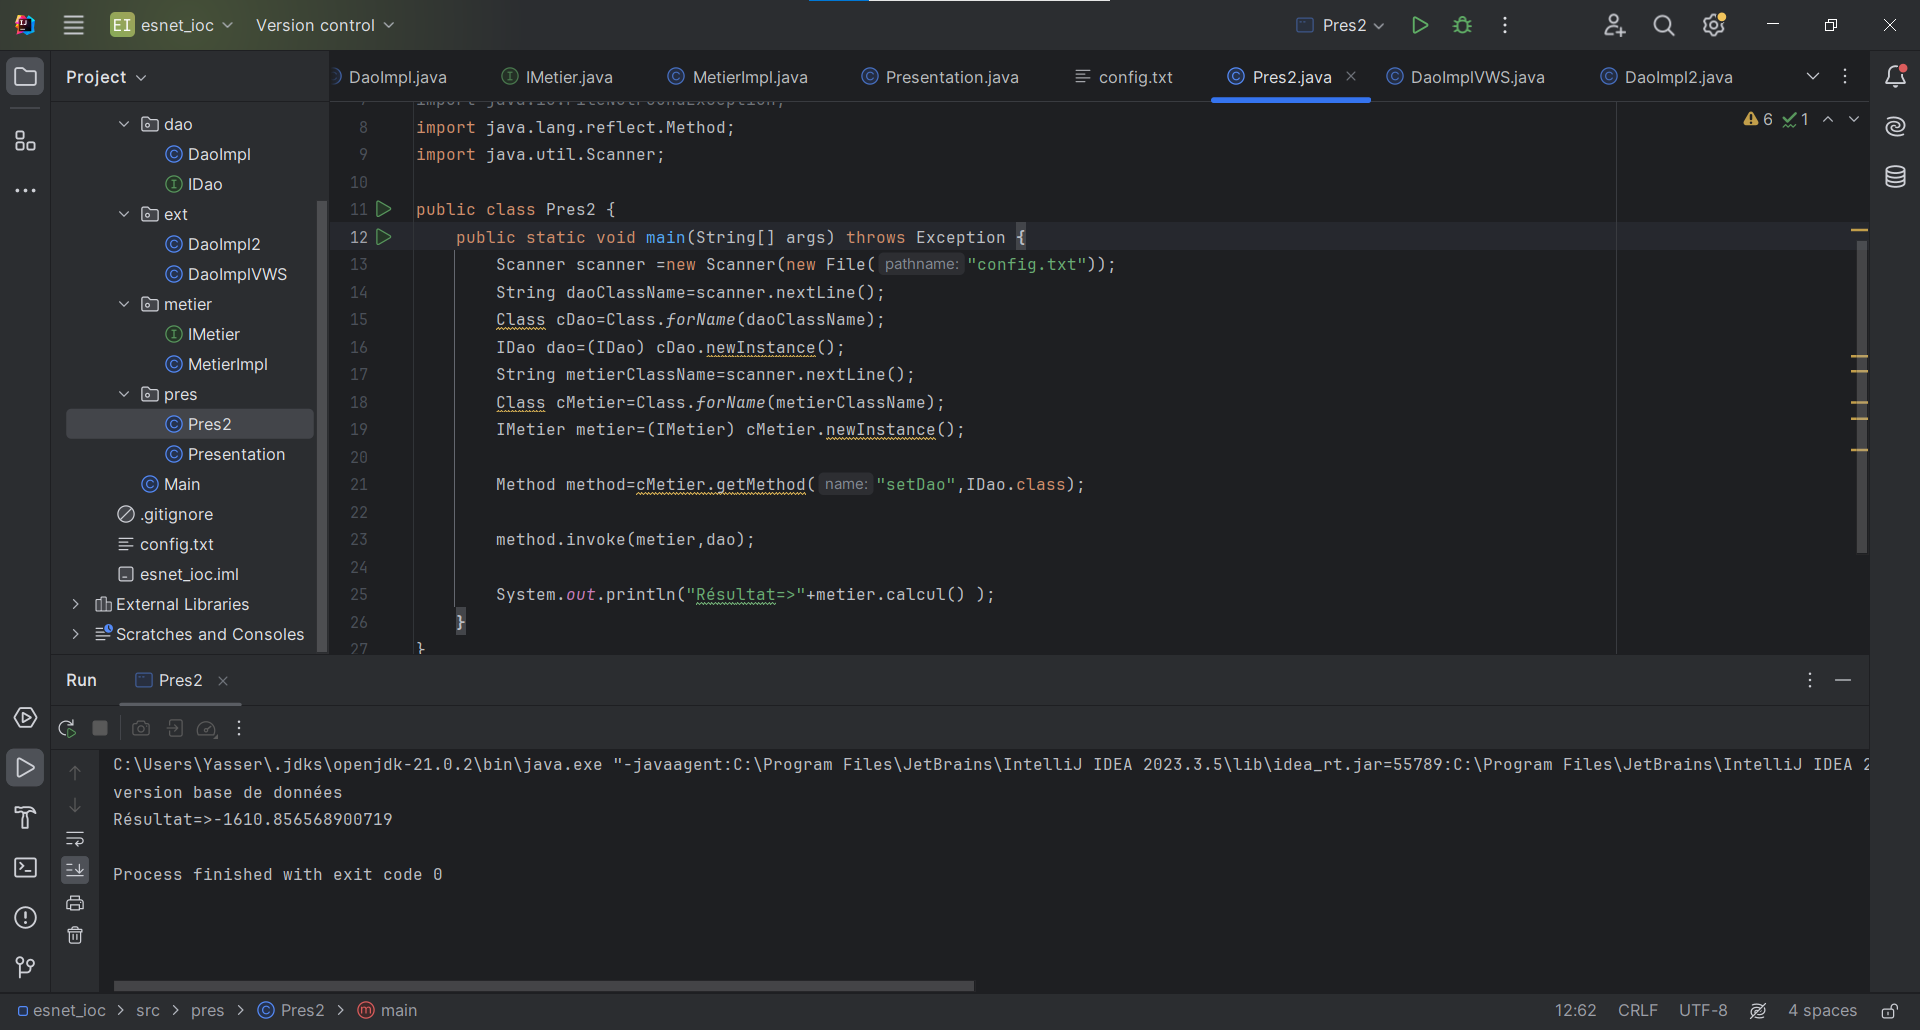 EI esnet_ioc Version control Pres2
Project
DaoImpl.java IMetier.java MetierImpl.java Presentation.java config.txt Pres2.java DaoImplVWS.java DaoImpl2.java
dao
DaoImpl
IDao
ext
DaoImpl2
DaoImplVWS
metier
IMetier
MetierImpl
pres
Pres2
Presentation
Main
.gitignore
config.txt
esnet_ioc.iml
External Libraries
Scratches and Consoles
6 1
7 import java.io.FileNotFoundException;
8 import java.lang.reflect.Method;
9 import java.util.Scanner;
10
11 public class Pres2 {
12 public static void main(String[] args) throws Exception {
13 Scanner scanner =new Scanner(new File( pathname: "config.txt"));
14 String daoClassName=scanner.nextLine();
15 Class cDao=Class.forName(daoClassName);
16 IDao dao=(IDao) cDao.newInstance();
17 String metierClassName=scanner.nextLine();
18 Class cMetier=Class.forName(metierClassName);
19 IMetier metier=(IMetier) cMetier.newInstance();
20
21 Method method=cMetier.getMethod( name: "setDao",IDao.class);
22
23 method.invoke(metier,dao);
24
25 System.out.println("Résultat=>"+metier.calcul() );
26 }
27 }
Run Pres2
C:\Users\Yasser\.jdks\openjdk-21.0.2\bin\java.exe "-javaagent:C:\Program Files\JetBrains\IntelliJ IDEA 2023.3.5\lib\idea_rt.jar=55789:C:\Program Files\JetBrains\IntelliJ IDEA 2
version base de données
Résultat=>-1610.856568900719
Process finished with exit code 0
esnet_ioc > src > pres > Pres2 > main 12:62 CRLF UTF-8 4 spaces